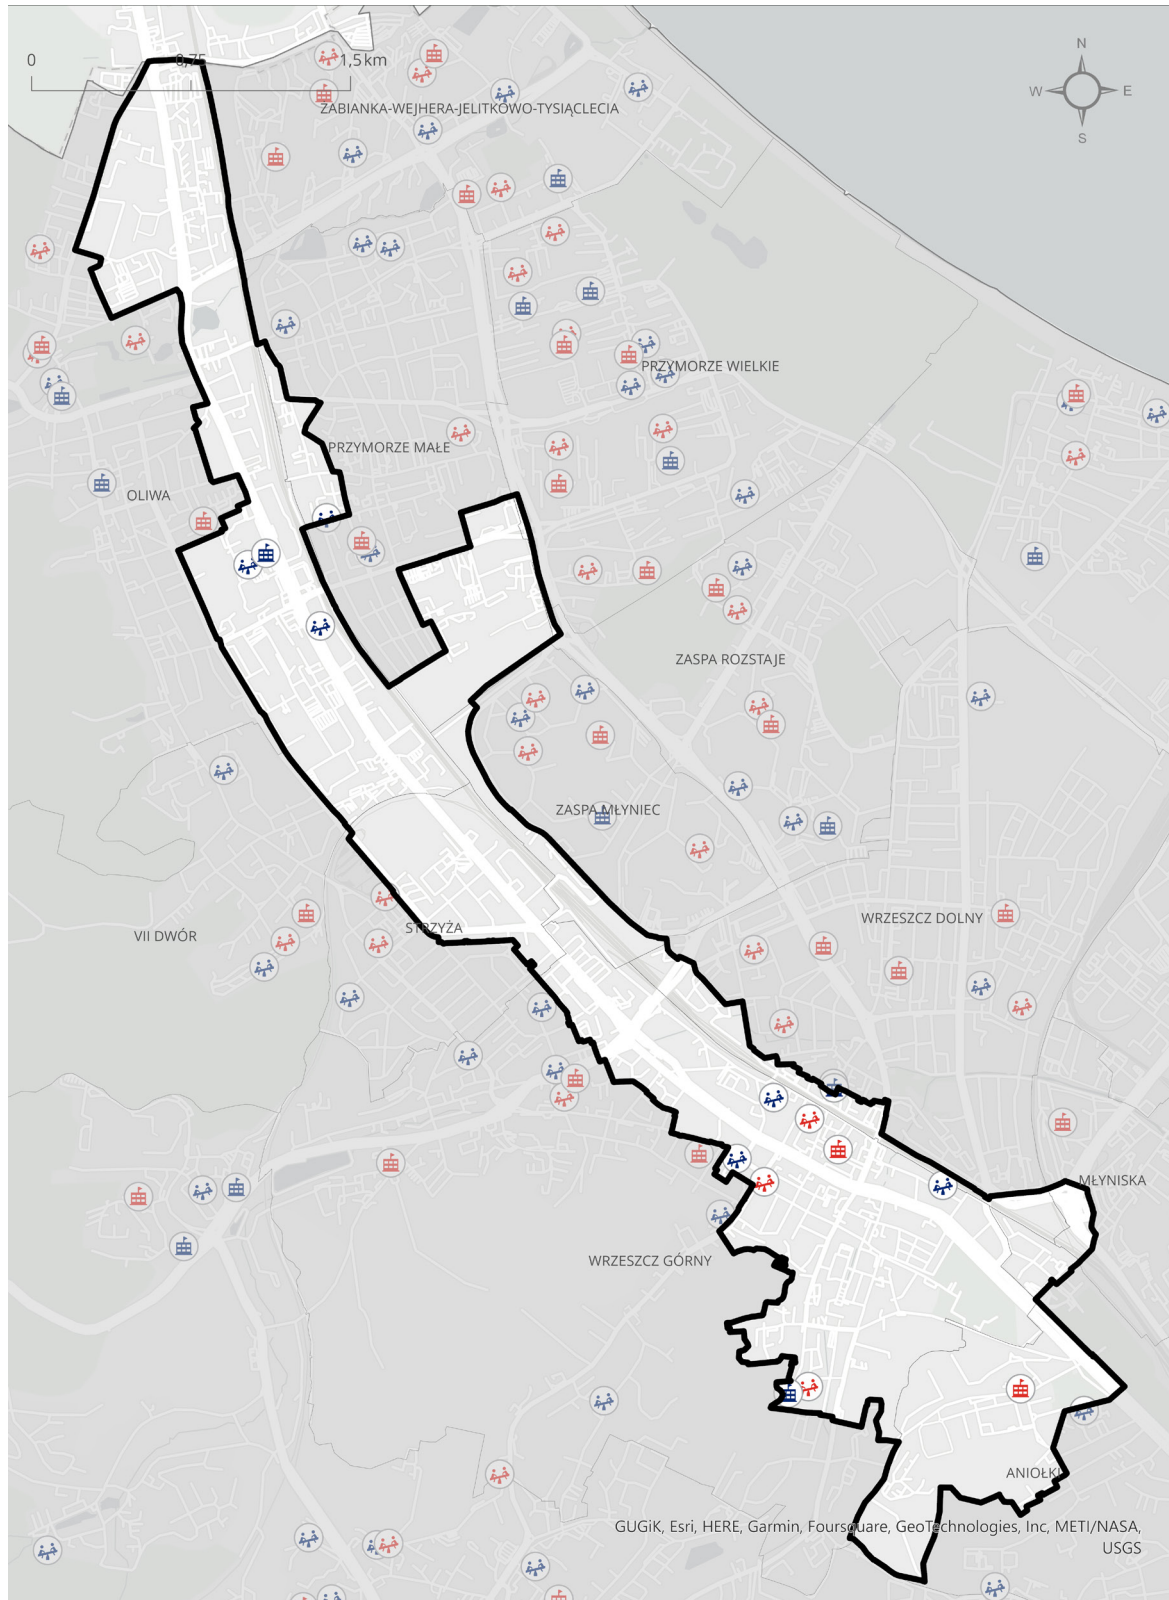 0
0,75
1,5 km
N
W
E
S
ŻABIANKA-WEJHERA-JELITKOWO-TYSIĄCLECIA
PRZYMORZE WIELKIE
PRZYMORZE MAŁE
OLIWA
ZASPA ROZSTAJE
ZASPA MŁYNIEC
WRZESZCZ DOLNY
STRZYŻA
VII DWÓR
MŁYNISKA
WRZESZCZ GÓRNY
ANIOŁKI
GUGiK, Esri, HERE, Garmin, Foursquare, GeoTechnologies, Inc, METI/NASA,
USGS